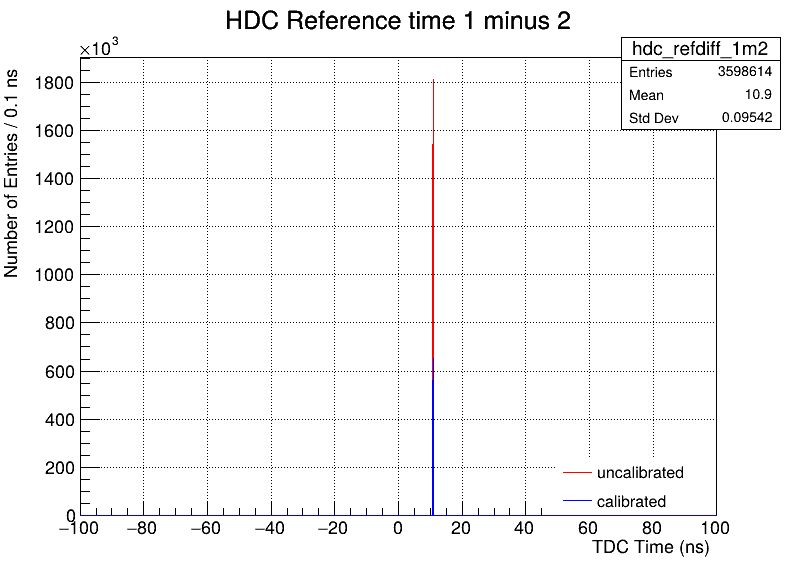 HDC Reference time 1 minus 2
×10³
hdc_refdiff_1m2
Entries 3598614
Mean 10.9
Std Dev 0.09542
Number of Entries / 0.1 ns
1800
1600
1400
1200
1000
800
600
400
200
0
uncalibrated
calibrated
−100 −80 −60 −40 −20 0 20 40 60 80 100
TDC Time (ns)